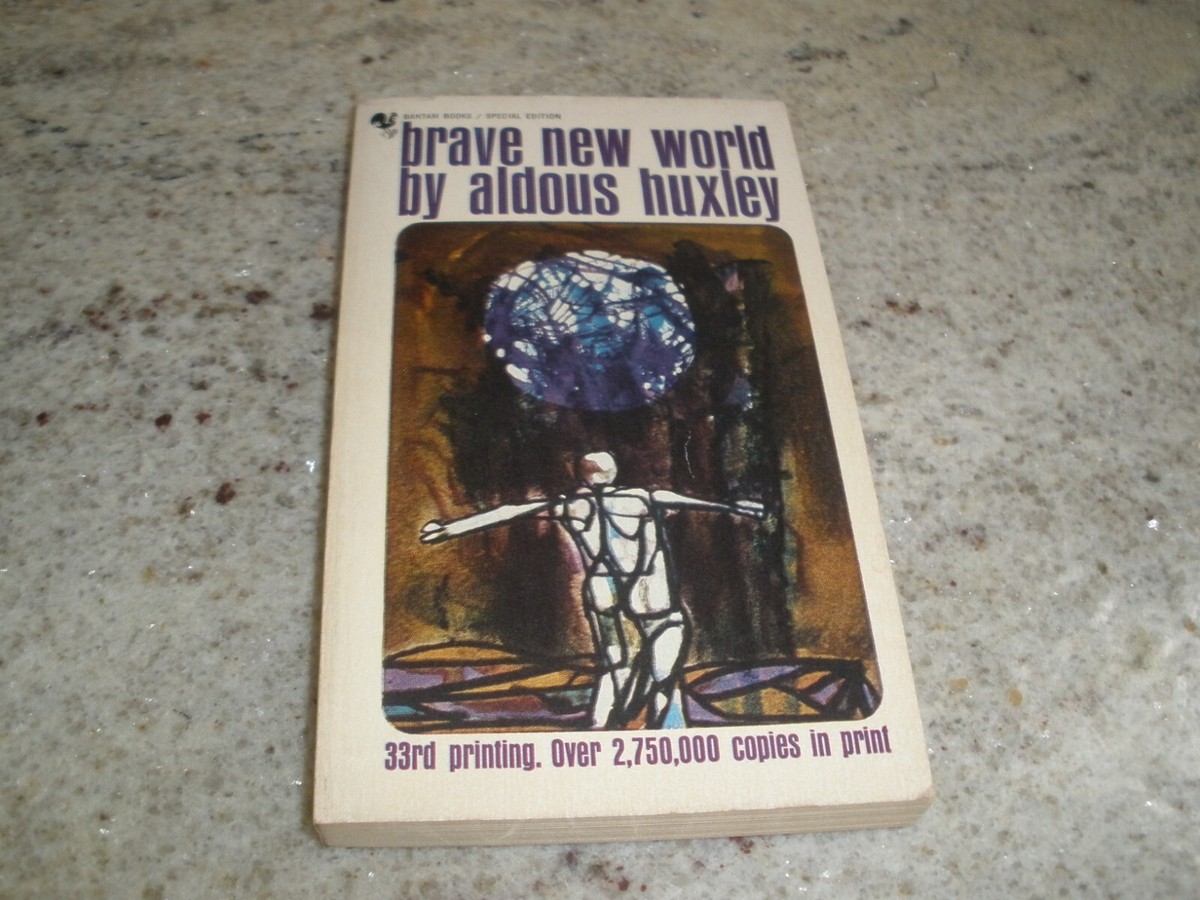 BANTAM BOOKS / SPECIAL EDITION
brave new world
by aldous huxley
33rd printing. Over 2,750,000 copies in print